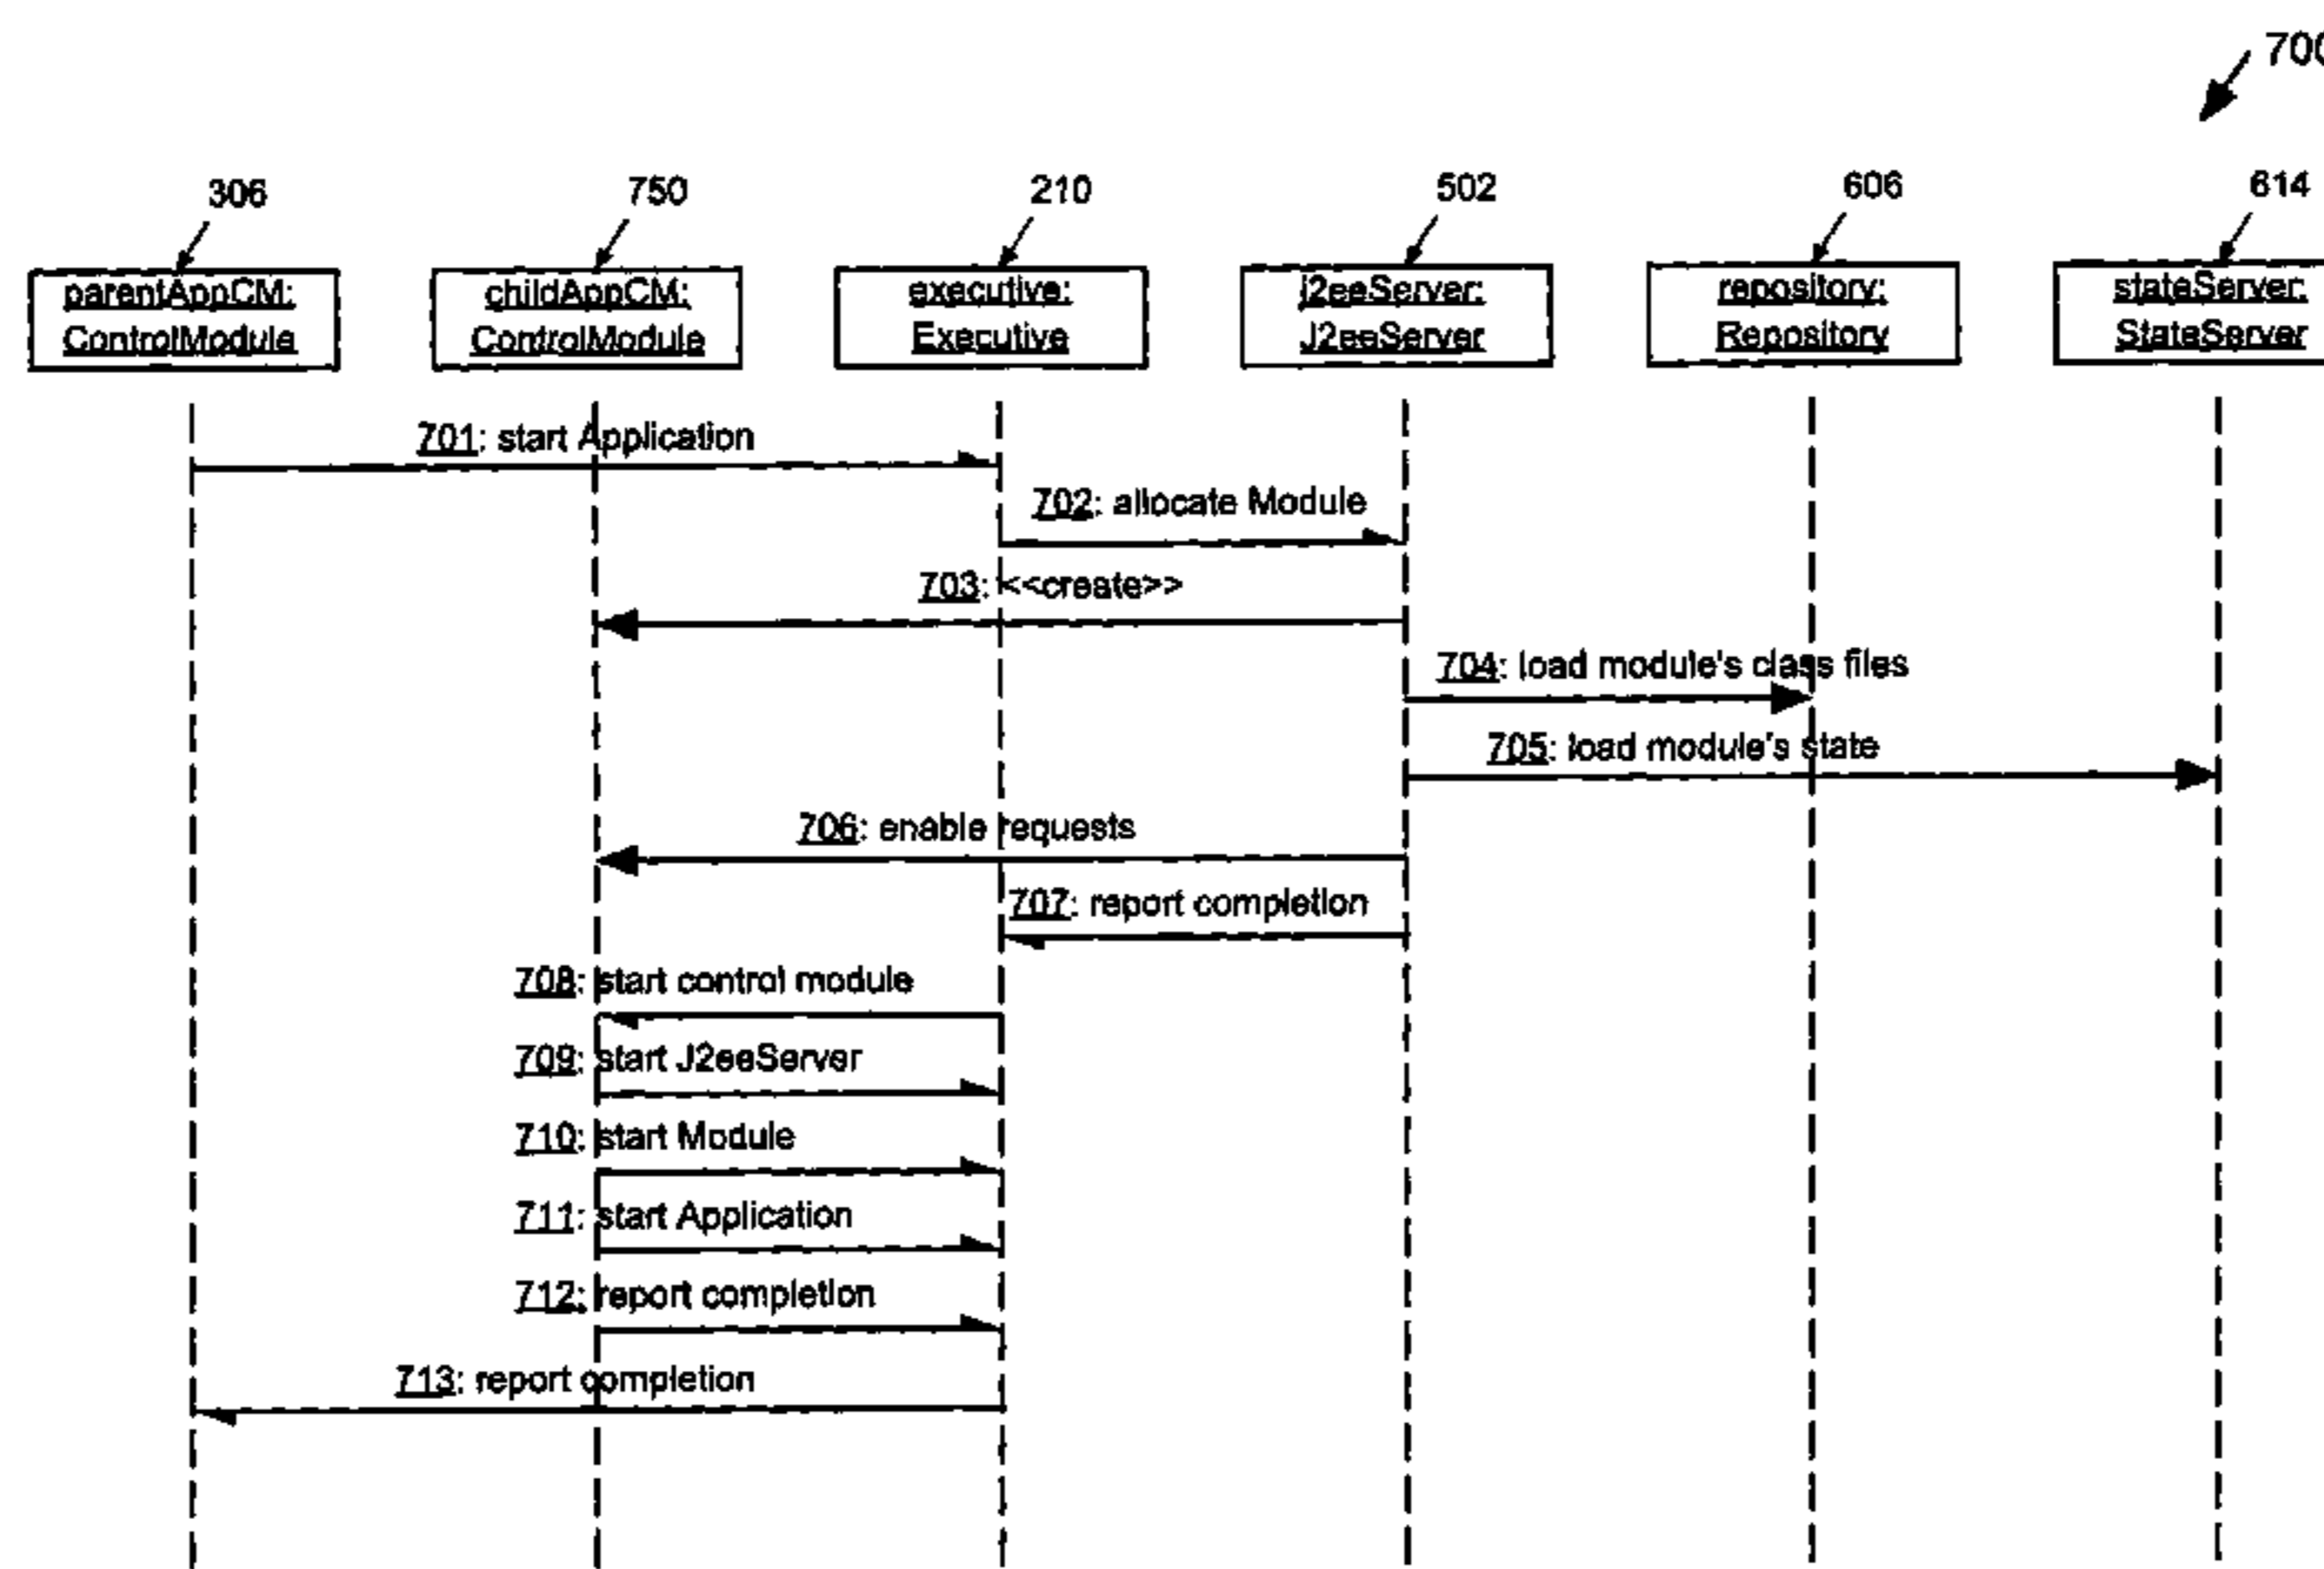 700
306
750
210
502
606
614
parentAppCM:
ControlModule
childAppCM:
ControlModule
executive:
Executive
j2eeServer:
J2eeServer
repository:
Repository
stateServer:
StateServer
701: start Application
702: allocate Module
703: <<create>>
704: load module's class files
705: load module's state
706: enable requests
707: report completion
708: start control module
709: start J2eeServer
710: start Module
711: start Application
712: report completion
713: report completion